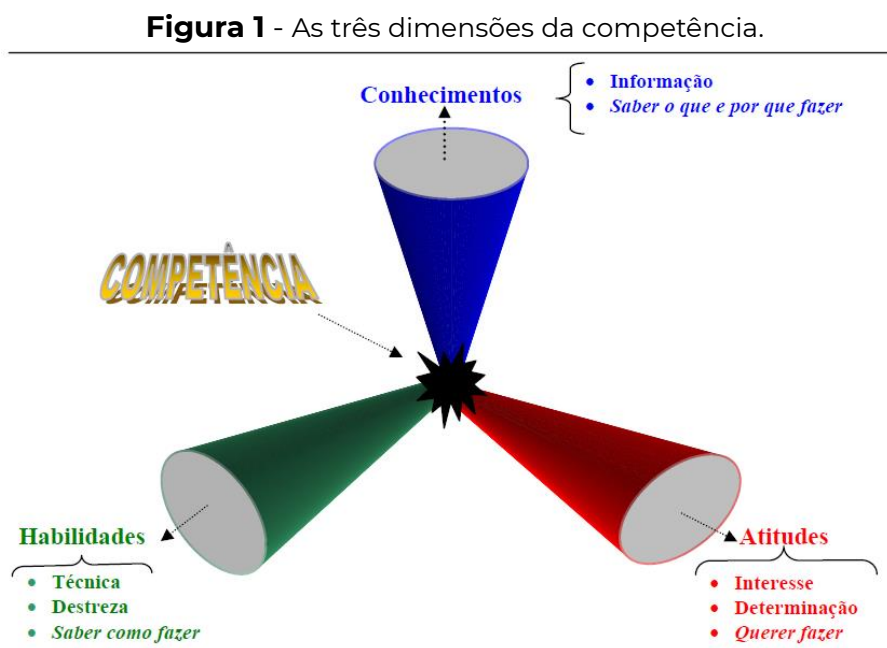 Figura 1 - As três dimensões da competência.
Conhecimentos
• Informação
• Saber o que e por que fazer
COMPETÊNCIA
Habilidades
• Técnica
• Destreza
• Saber como fazer
Atitudes
• Interesse
• Determinação
• Querer fazer